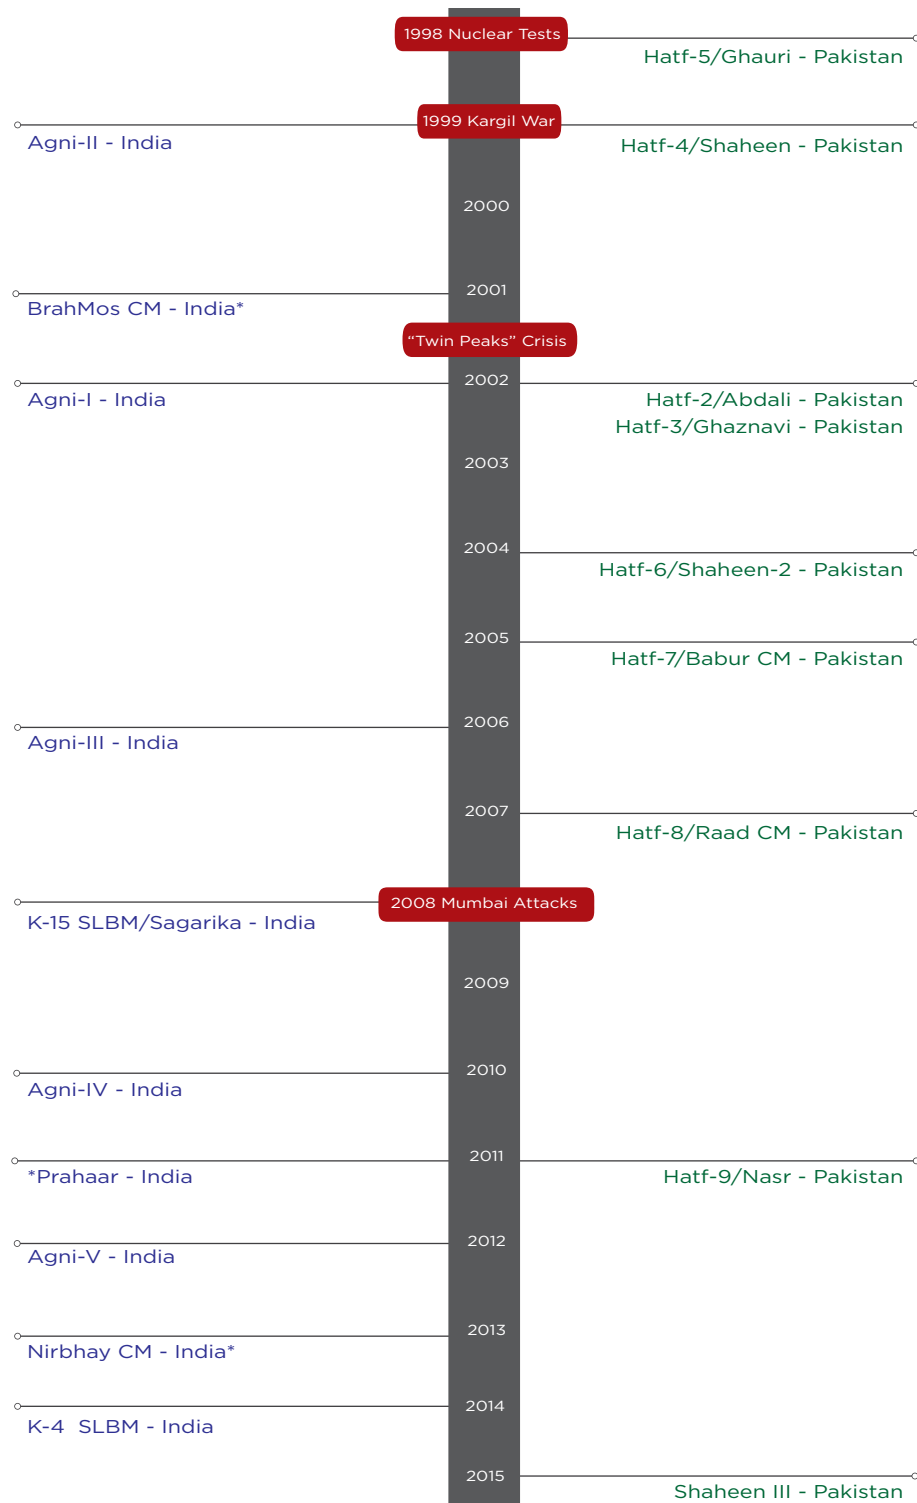 1998 Nuclear Tests
Hatf-5/Ghauri - Pakistan
1999 Kargil War
Agni-II - India
Hatf-4/Shaheen - Pakistan
2000
2001
BrahMos CM - India*
“Twin Peaks” Crisis
2002
Agni-I - India
Hatf-2/Abdali - Pakistan
Hatf-3/Ghaznavi - Pakistan
2003
2004
Hatf-6/Shaheen-2 - Pakistan
2005
Hatf-7/Babur CM - Pakistan
2006
Agni-III - India
2007
Hatf-8/Raad CM - Pakistan
2008 Mumbai Attacks
K-15 SLBM/Sagarika - India
2009
2010
Agni-IV - India
2011
*Prahaar - India
Hatf-9/Nasr - Pakistan
2012
Agni-V - India
2013
Nirbhay CM - India*
2014
K-4 SLBM - India
2015
Shaheen III - Pakistan